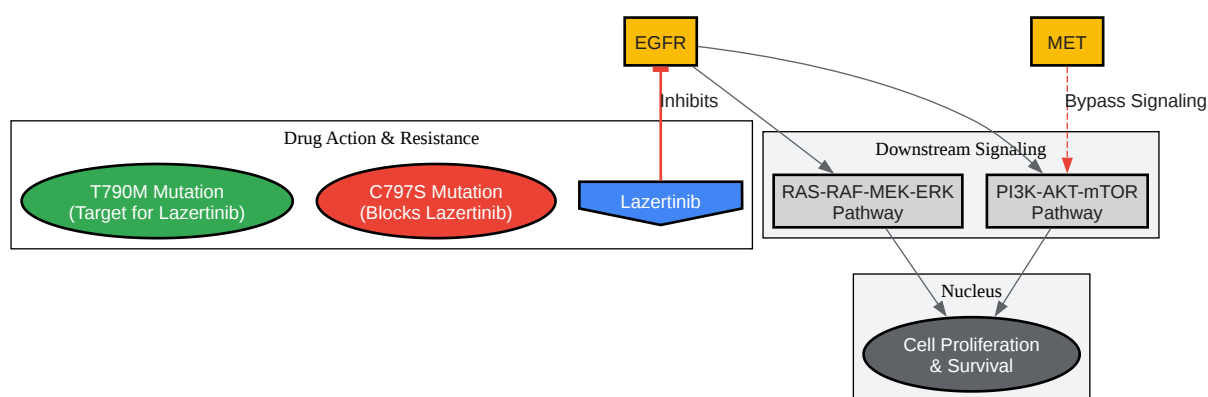 EGFR
MET
Inhibits
Bypass Signaling
Drug Action & Resistance
T790M Mutation
(Target for Lazertinib)
C797S Mutation
(Blocks Lazertinib)
Lazertinib
Downstream Signaling
RAS-RAF-MEK-ERK
Pathway
PI3K-AKT-mTOR
Pathway
Nucleus
Cell Proliferation
& Survival